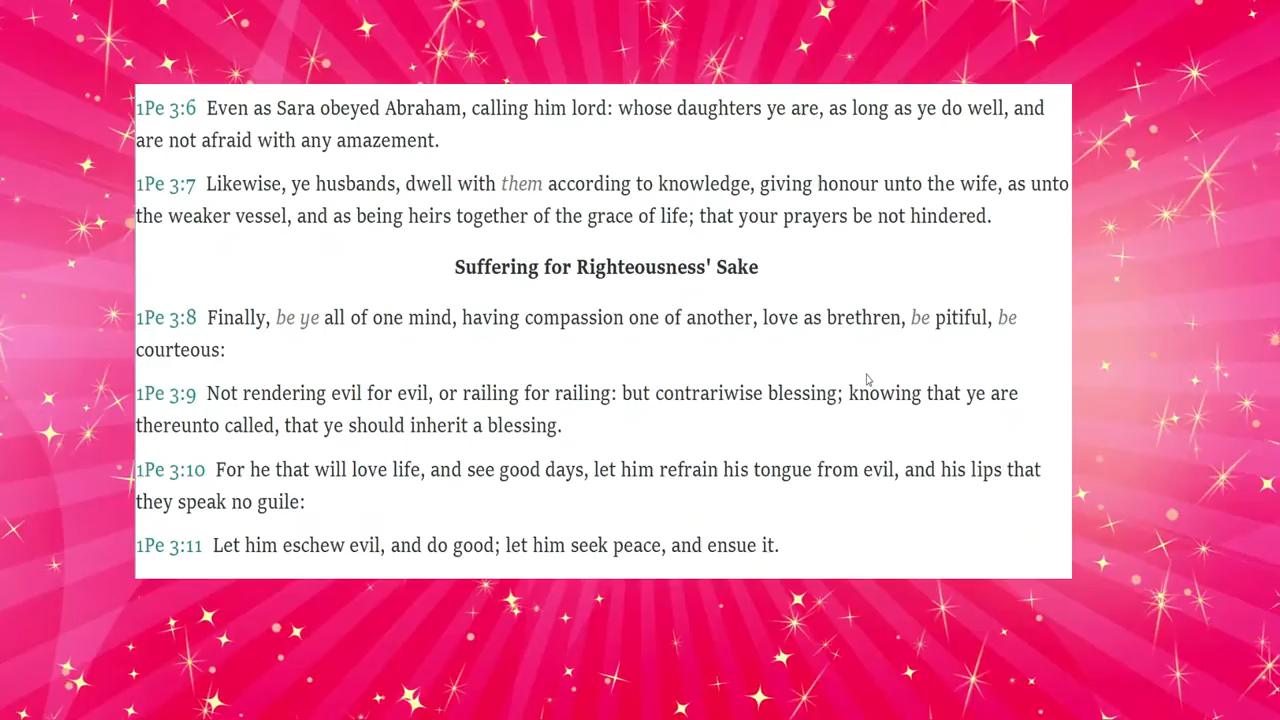 1Pe 3:6 Even as Sara obeyed Abraham, calling him lord: whose daughters ye are, as long as ye do well, and
are not afraid with any amazement.
1Pe 3:7 Likewise, ye husbands, dwell with them according to knowledge, giving honour unto the wife, as unto
the weaker vessel, and as being heirs together of the grace of life; that your prayers be not hindered.
Suffering for Righteousness' Sake
1Pe 3:8 Finally, be ye all of one mind, having compassion one of another, love as brethren, be pitiful, be
courteous:
1Pe 3:9 Not rendering evil for evil, or railing for railing: but contrariwise blessing; knowing that ye are
thereunto called, that ye should inherit a blessing.
1Pe 3:10 For he that will love life, and see good days, let him refrain his tongue from evil, and his lips that
they speak no guile:
1Pe 3:11 Let him eschew evil, and do good; let him seek peace, and ensue it.